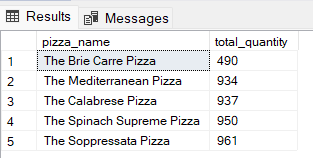 Results Messages
pizza_name total_quantity
1 The Brie Carre Pizza 490
2 The Mediterranean Pizza 934
3 The Calabrese Pizza 937
4 The Spinach Supreme Pizza 950
5 The Soppressata Pizza 961